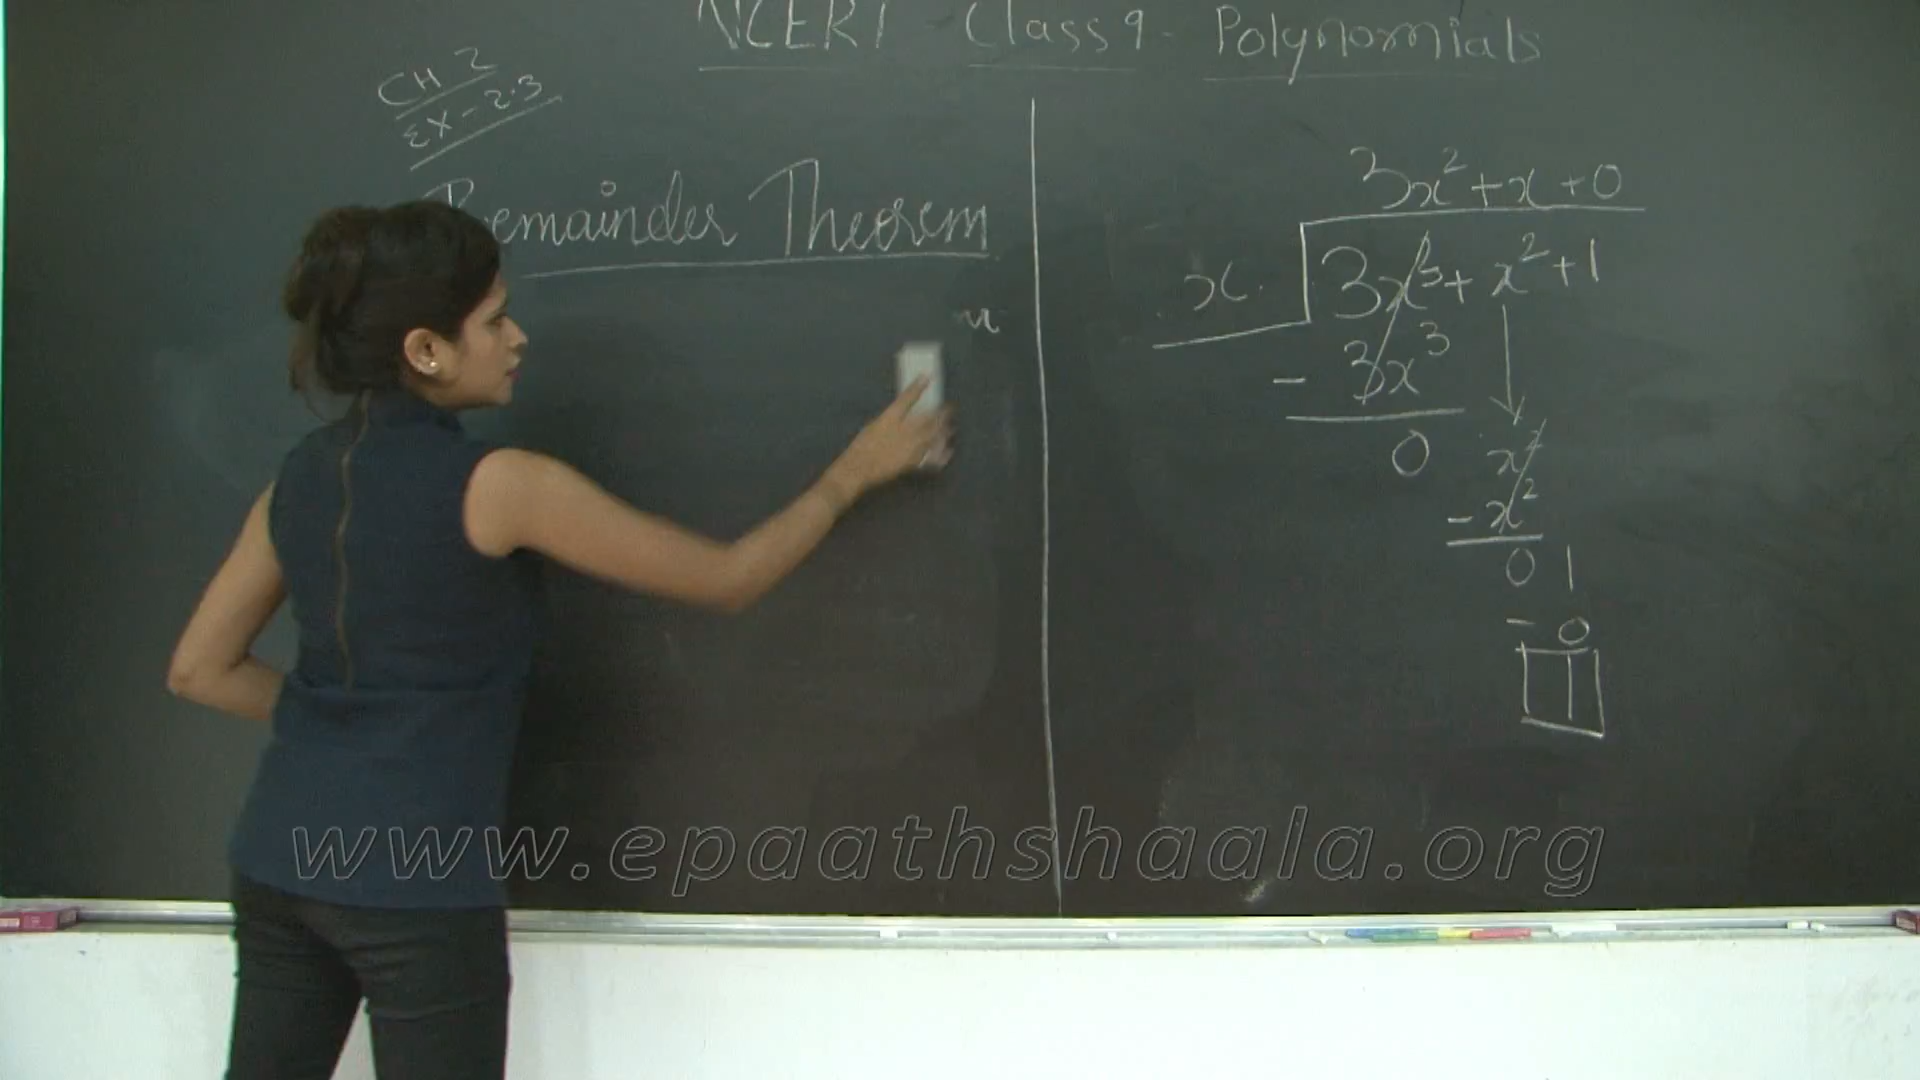 NCERT - Class 9 - Polynomials
CH 2
EX - 2.3
Remainder Theorem
3x² + x + 0
x
3x³ + x² + 1
- 3x³
0
x²
- x²
0 1
- 0
1
www.epaathshaala.org